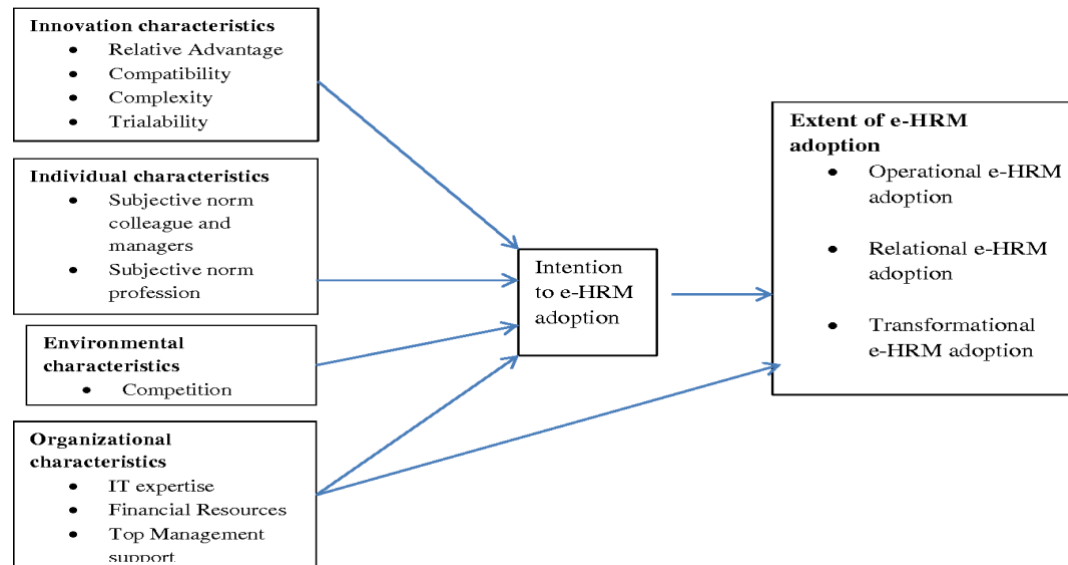 Innovation characteristics
• Relative Advantage
• Compatibility
• Complexity
• Trialability
Individual characteristics
• Subjective norm
colleague and
managers
• Subjective norm
profession
Environmental
characteristics
• Competition
Organizational
characteristics
• IT expertise
• Financial Resources
• Top Management
support
Intention
to e-HRM
adoption
Extent of e-HRM
adoption
• Operational e-HRM
adoption
• Relational e-HRM
adoption
• Transformational
e-HRM adoption